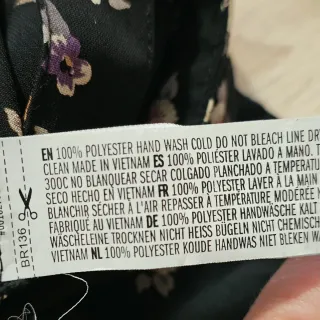 EN 100% POLYESTER HAND WASH COLD DO NOT BLEACH LINE DRY
CLEAN MADE IN VIETNAM ES 100% POLIÉSTER LAVADO A MANO. T
300C NO BLANQUEAR SECAR COLGADO PLANCHADO A TEMPERATU
SECO HECHO EN VIETNAM FR 100% POLYESTER LAVER À LA MAIN
BLANCHIR SÉCHER À L'AIR REPASSER À TEMPÉRATURE MODÉRÉE N
FABRIQUÉ AU VIETNAM DE 100% POLYESTER HANDWÄSCHE KALT
WÄSCHELEINE TROCKNEN NICHT HEISS BÜGELN NICHT CHEMISCH
VIETNAM NL 100% POLYESTER KOUDE HANDWAS NIET BLEKEN WA
BR136